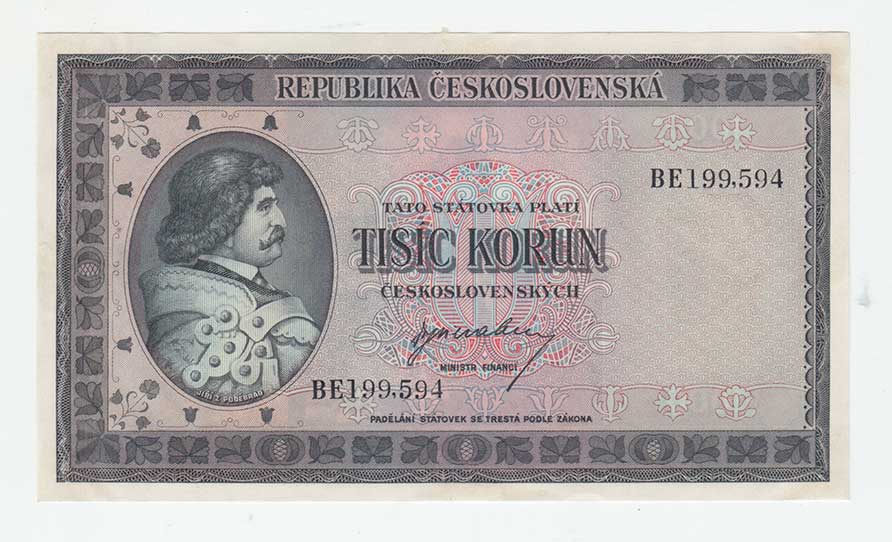 REPUBLIKA ČESKOSLOVENSKÁ
BE199,594
TATO STÁTOVKA PLATÍ
TISÍC KORUN
ČESKOSLOVENSKÝCH
MINISTR FINANCÍ
JIŘÍ Z PODĚBRAD
BE199,594
PADĚLÁNÍ STÁTOVEK SE TRESTÁ PODLE ZÁKONA